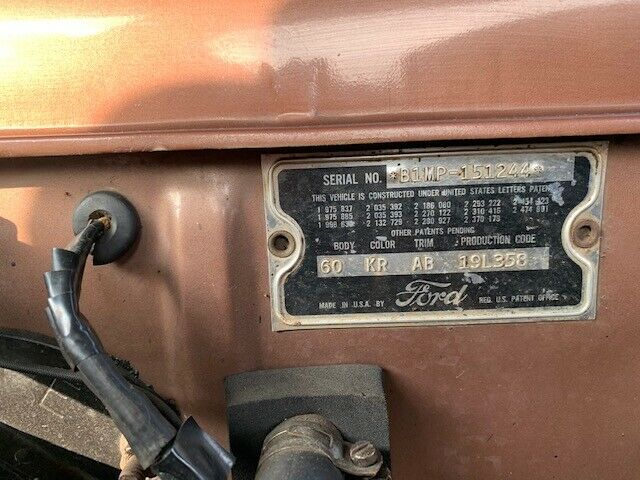 SERIAL NO. *B1MP-151244*
THIS VEHICLE IS CONSTRUCTED UNDER UNITED STATES LETTERS PATENT
1 975 837 2 035 392 2 186 080 2 293 222
1 975 885 2 035 393 2 270 122 2 310 415 2 474 891
2 132 729 2 280 927 2 370 175
OTHER PATENTS PENDING
BODY COLOR TRIM PRODUCTION CODE
60 KR AB 19L358
MADE IN U.S.A. BY Ford REG. U.S. PATENT OFFICE